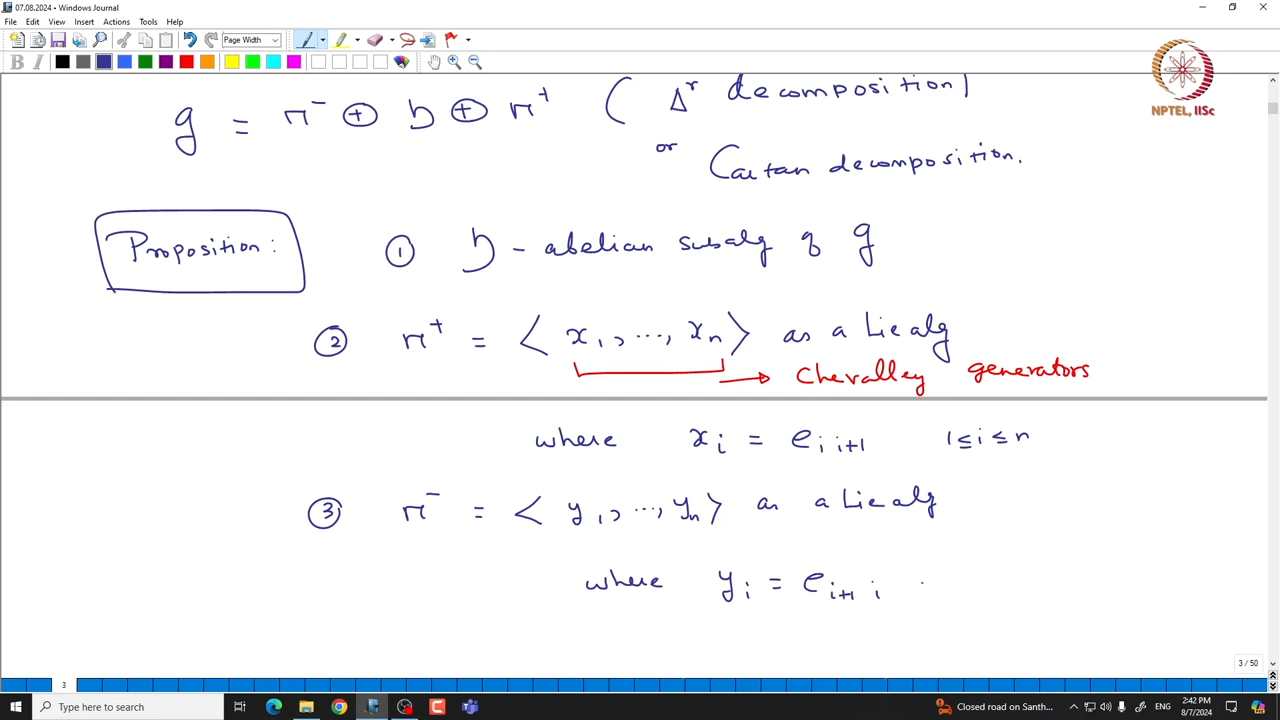 07.08.2024 - Windows Journal
File Edit View Insert Actions Tools Help
Page Width
B I
NPTEL, IISc
g = n⁻ ⊕ h ⊕ n⁺ ( Δʳ decomposition)
or Cartan decomposition.
Proposition: ① h - abelian subalg of g
② n⁺ = ⟨ x₁, ..., xₙ ⟩ as a Lie alg
→ Chevalley generators
where xᵢ = e_{i i+1} 1≤i≤n
③ n⁻ = ⟨ y₁, ..., yₙ ⟩ as a Lie alg
where yᵢ = e_{i+1 i}
3 / 50
3
Type here to search
Closed road on Santh...
ENG
2:42 PM
8/7/2024